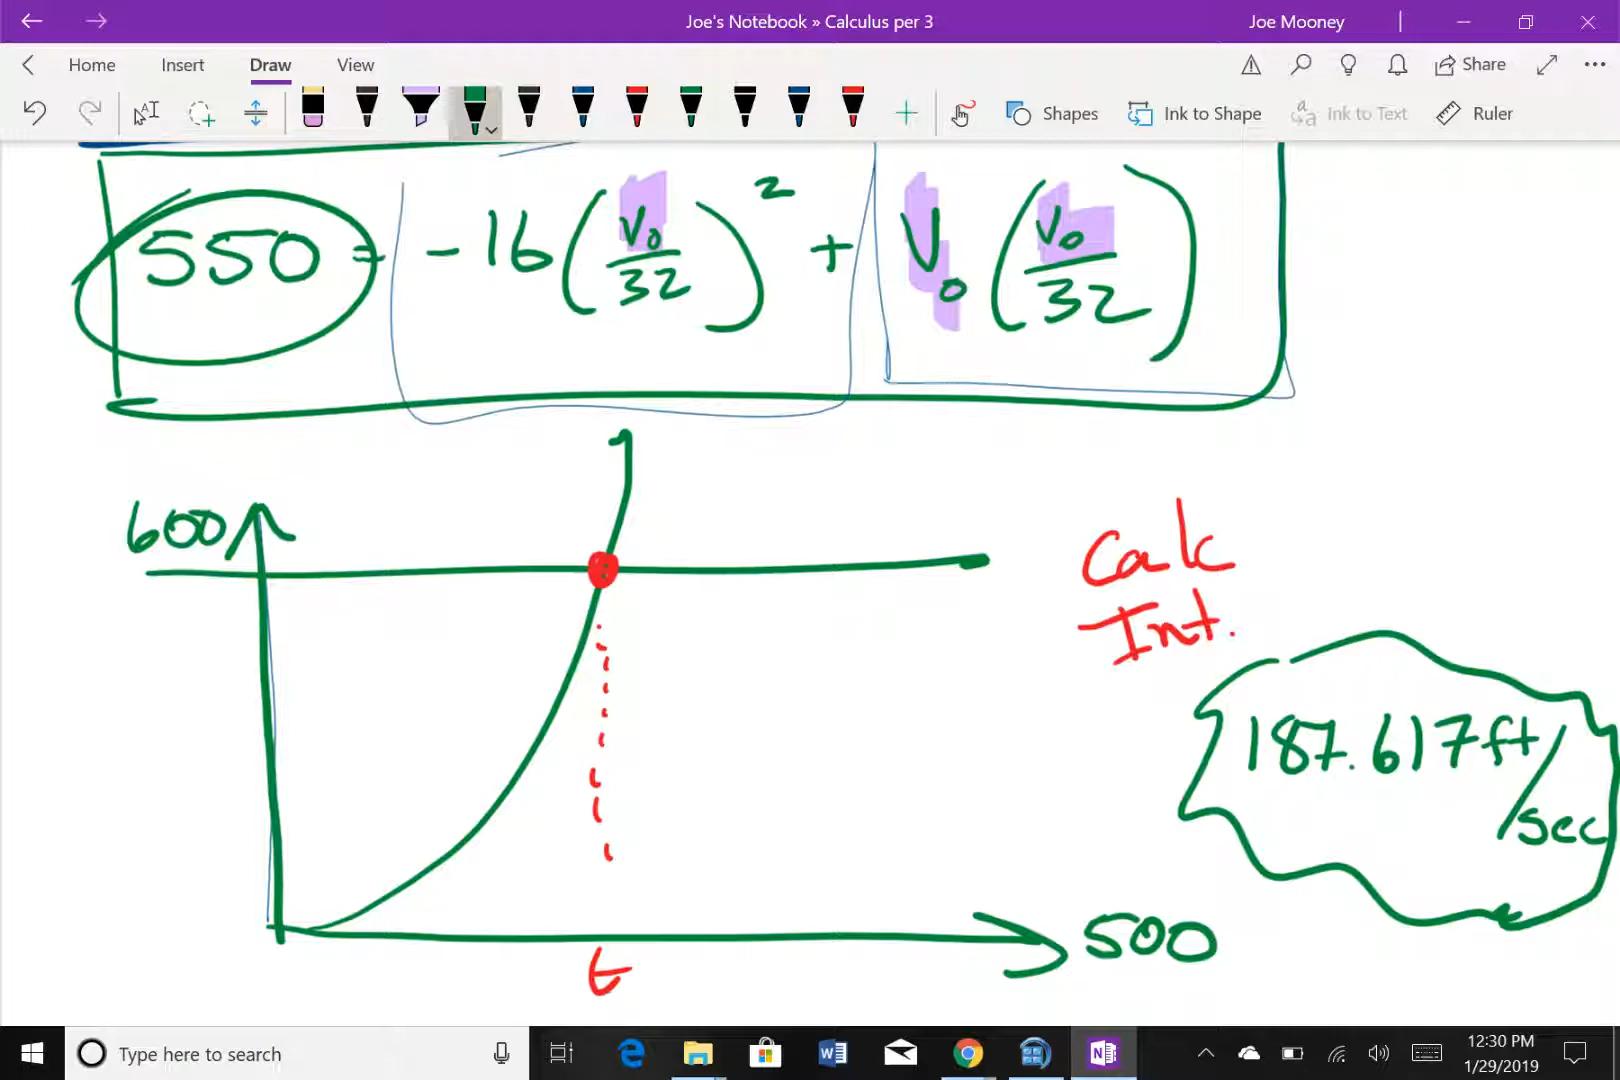 Joe's Notebook » Calculus per 3
Joe Mooney
Home Insert Draw View
Share
Shapes Ink to Shape Ink to Text Ruler
550 = -16(v₀/32)² + V₀(v₀/32)
600
Calc
Int.
187.617 ft/sec
500
t
Type here to search
12:30 PM
1/29/2019